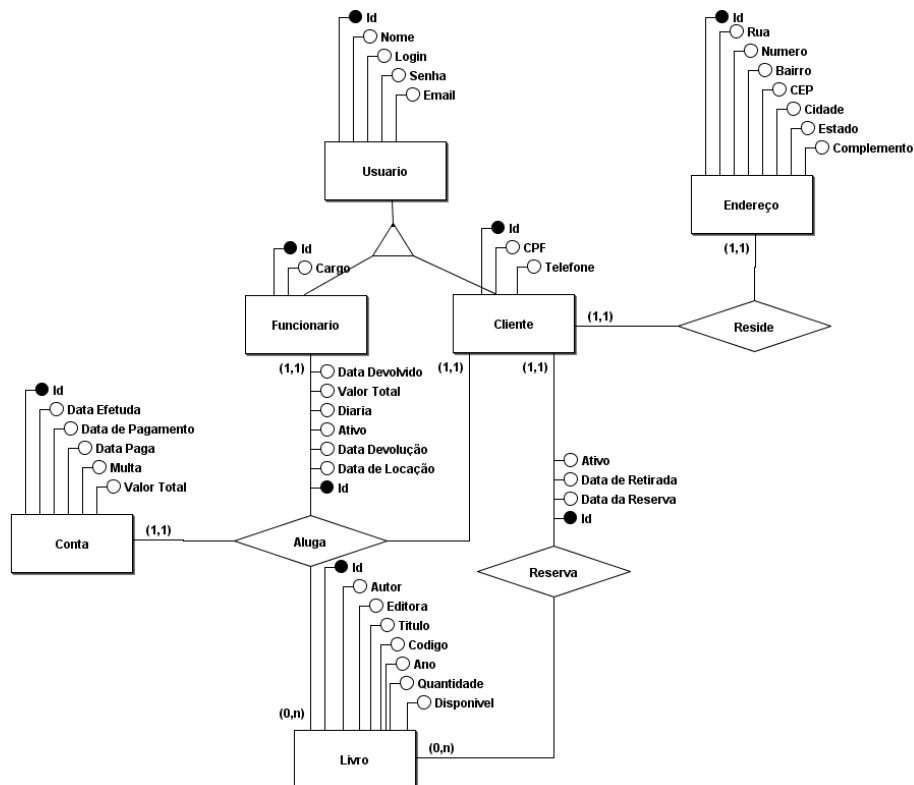 Id
Nome
Login
Senha
Email
Usuario
Id
Rua
Numero
Bairro
CEP
Cidade
Estado
Complemento
Endereço
(1,1)
Id
Cargo
Funcionario
(1,1)
Id
CPF
Telefone
Cliente
(1,1)
(1,1)
(1,1)
Reside
Data Devolvido
Valor Total
Diaria
Ativo
Data Devolução
Data de Locação
Id
Id
Data Efetuda
Data de Pagamento
Data Paga
Multa
Valor Total
Conta
(1,1)
Aluga
Ativo
Data de Retirada
Data da Reserva
Id
Reserva
Id
Autor
Editora
Titulo
Codigo
Ano
Quantidade
Disponivel
(0,n)
Livro
(0,n)